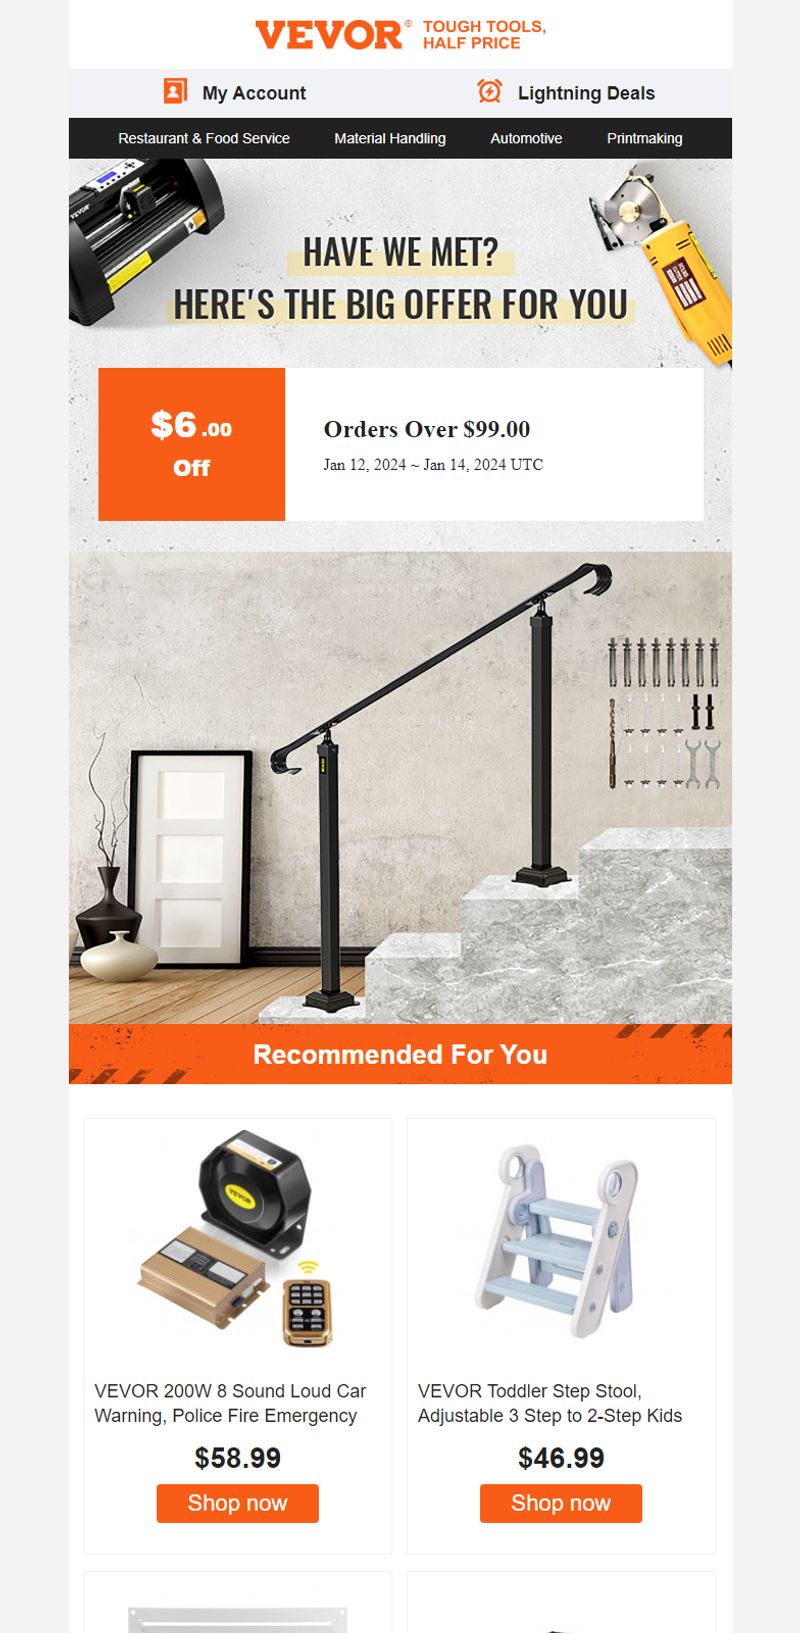 VEVOR®
TOUGH TOOLS,
HALF PRICE
My Account
Lightning Deals
Restaurant & Food Service
Material Handling
Automotive
Printmaking
VEVOR
HAVE WE MET?
HERE'S THE BIG OFFER FOR YOU
$6.00
Off
Orders Over $99.00
Jan 12, 2024 ~ Jan 14, 2024 UTC
Recommended For You
VEVOR
VEVOR 200W 8 Sound Loud Car
Warning, Police Fire Emergency
$58.99
Shop now
VEVOR Toddler Step Stool,
Adjustable 3 Step to 2-Step Kids
$46.99
Shop now